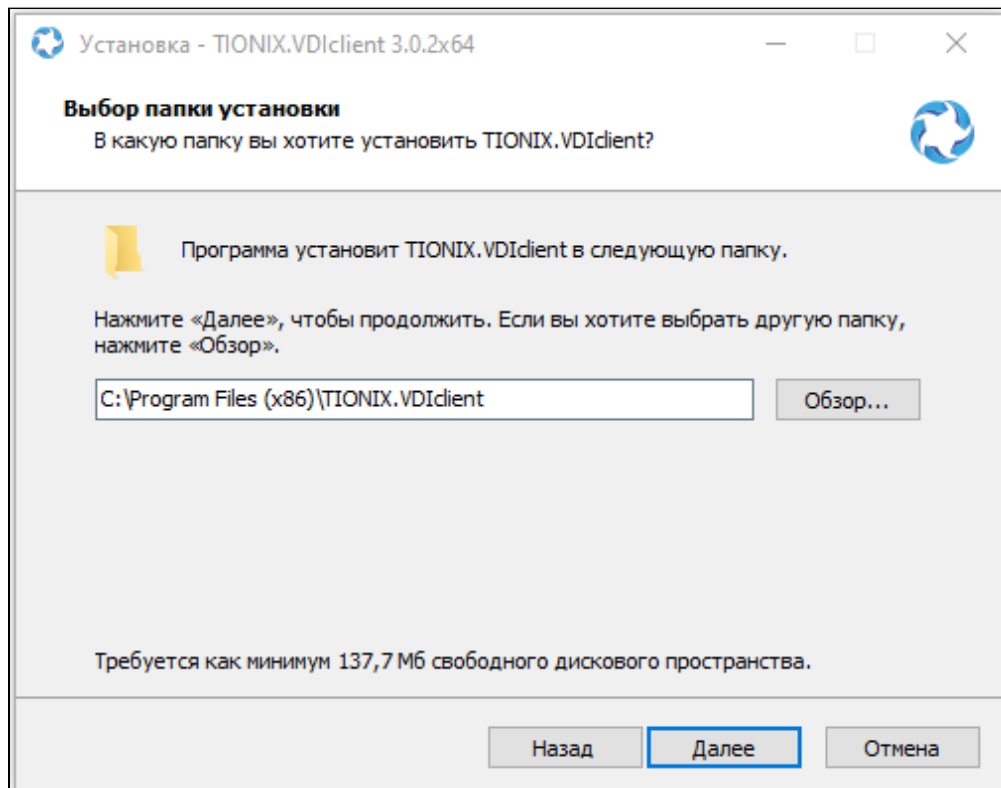 Установка - TIONIX.VDIclient 3.0.2x64
Выбор папки установки
В какую папку вы хотите установить TIONIX.VDIclient?
Программа установит TIONIX.VDIclient в следующую папку.
Нажмите «Далее», чтобы продолжить. Если вы хотите выбрать другую папку,
нажмите «Обзор».
C:\Program Files (x86)\TIONIX.VDIclient
Обзор...
Требуется как минимум 137,7 Мб свободного дискового пространства.
Назад Далее Отмена